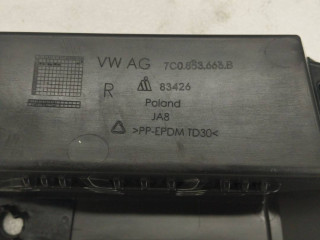 VW AG 7C0.853.665.B
R 83426
Poland
JA8
>PP-EPDM TD30<